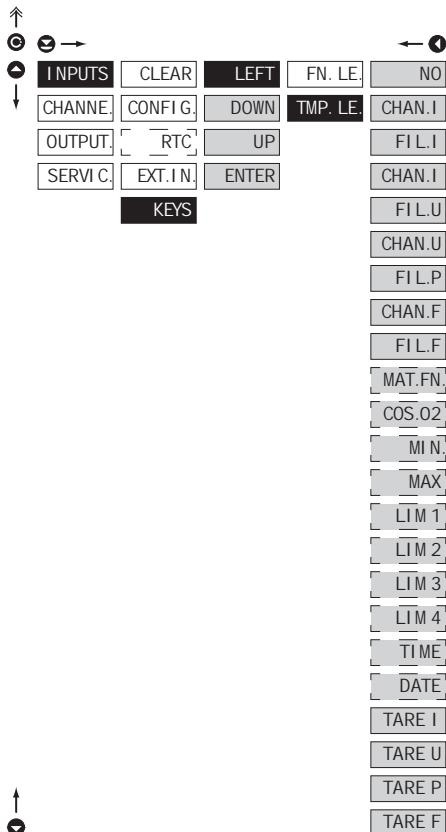 INPUTS CLEAR LEFT FN. LE. NO
CHANNE. CONFIG. DOWN TMP. LE. CHAN.I
OUTPUT. RTC UP FIL.I
SERVIC. EXT.IN. ENTER CHAN.I
KEYS FIL.U
CHAN.U
FIL.P
CHAN.F
FIL.F
MAT.FN.
COS.02
MIN.
MAX
LIM 1
LIM 2
LIM 3
LIM 4
TIME
DATE
TARE I
TARE U
TARE P
TARE F